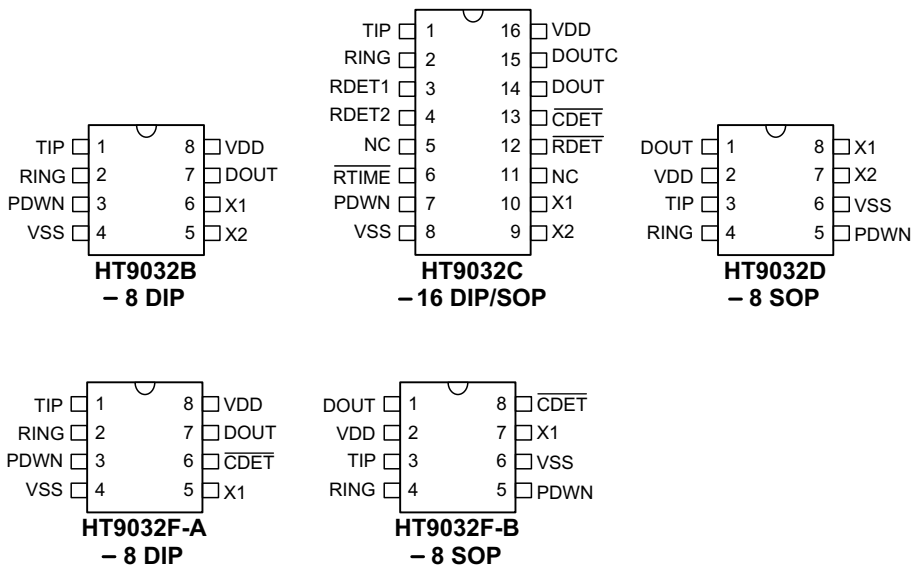 TIP 1 16 VDD
RING 2 15 DOUTC
RDET1 3 14 DOUT
RDET2 4 13 C̅D̅E̅T̅
NC 5 12 R̅D̅E̅T̅
R̅T̅I̅M̅E̅ 6 11 NC
PDWN 7 10 X1
VSS 8 9 X2
HT9032C
– 16 DIP/SOP
TIP 1 8 VDD
RING 2 7 DOUT
PDWN 3 6 X1
VSS 4 5 X2
HT9032B
– 8 DIP
DOUT 1 8 X1
VDD 2 7 X2
TIP 3 6 VSS
RING 4 5 PDWN
HT9032D
– 8 SOP
TIP 1 8 VDD
RING 2 7 DOUT
PDWN 3 6 C̅D̅E̅T̅
VSS 4 5 X1
HT9032F-A
– 8 DIP
DOUT 1 8 C̅D̅E̅T̅
VDD 2 7 X1
TIP 3 6 VSS
RING 4 5 PDWN
HT9032F-B
– 8 SOP